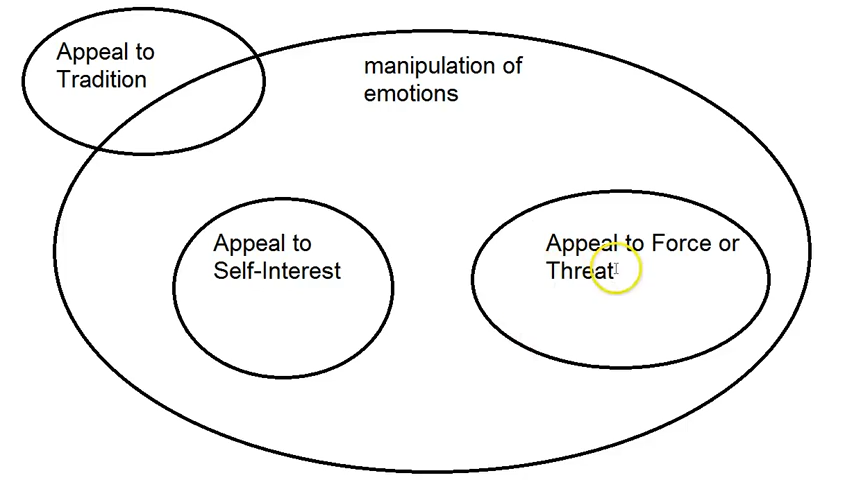 Appeal to
Tradition
manipulation of
emotions
Appeal to
Self-Interest
Appeal to Force or
Threat